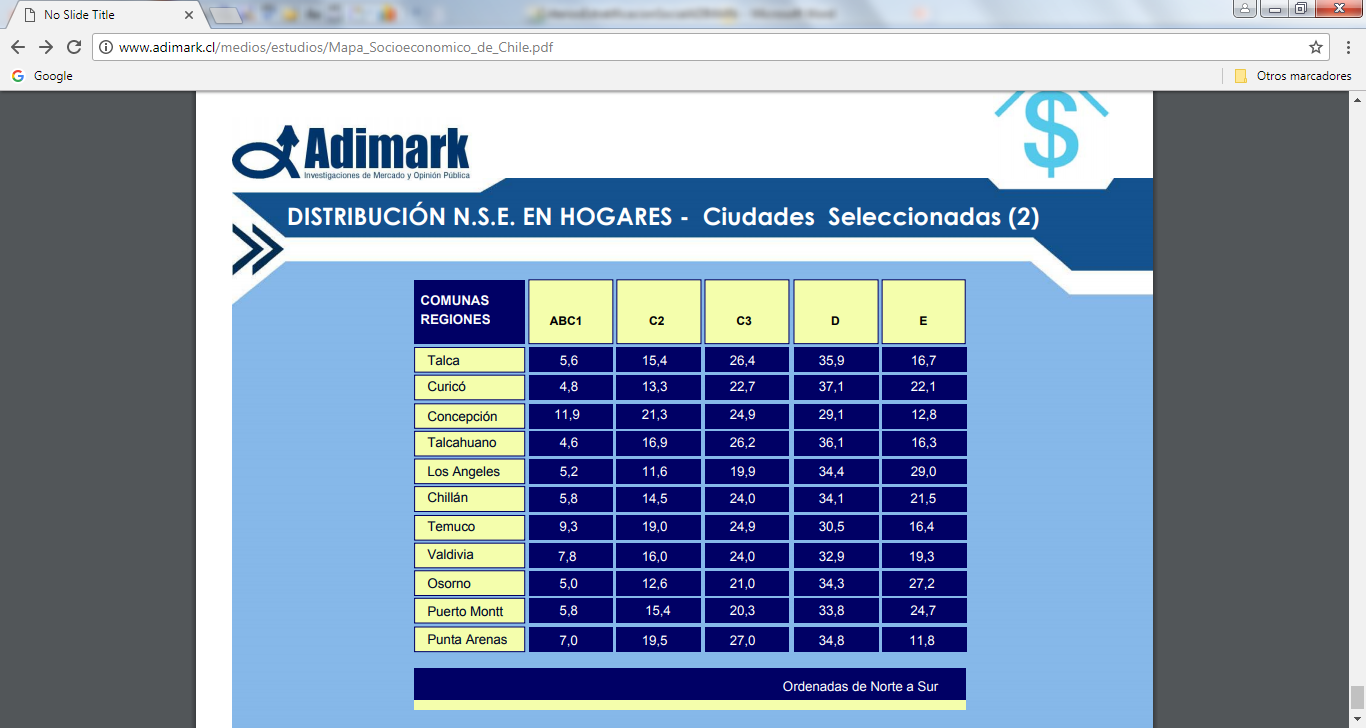 No Slide Title
www.adimark.cl/medios/estudios/Mapa_Socioeconomico_de_Chile.pdf
Google
Otros marcadores
Adimark
Investigaciones de Mercado y Opinión Pública
$
DISTRIBUCIÓN N.S.E. EN HOGARES - Ciudades Seleccionadas (2)
COMUNAS
REGIONES
ABC1 C2 C3 D E
Talca 5,6 15,4 26,4 35,9 16,7
Curicó 4,8 13,3 22,7 37,1 22,1
Concepción 11,9 21,3 24,9 29,1 12,8
Talcahuano 4,6 16,9 26,2 36,1 16,3
Los Angeles 5,2 11,6 19,9 34,4 29,0
Chillán 5,8 14,5 24,0 34,1 21,5
Temuco 9,3 19,0 24,9 30,5 16,4
Valdivia 7,8 16,0 24,0 32,9 19,3
Osorno 5,0 12,6 21,0 34,3 27,2
Puerto Montt 5,8 15,4 20,3 33,8 24,7
Punta Arenas 7,0 19,5 27,0 34,8 11,8
Ordenadas de Norte a Sur